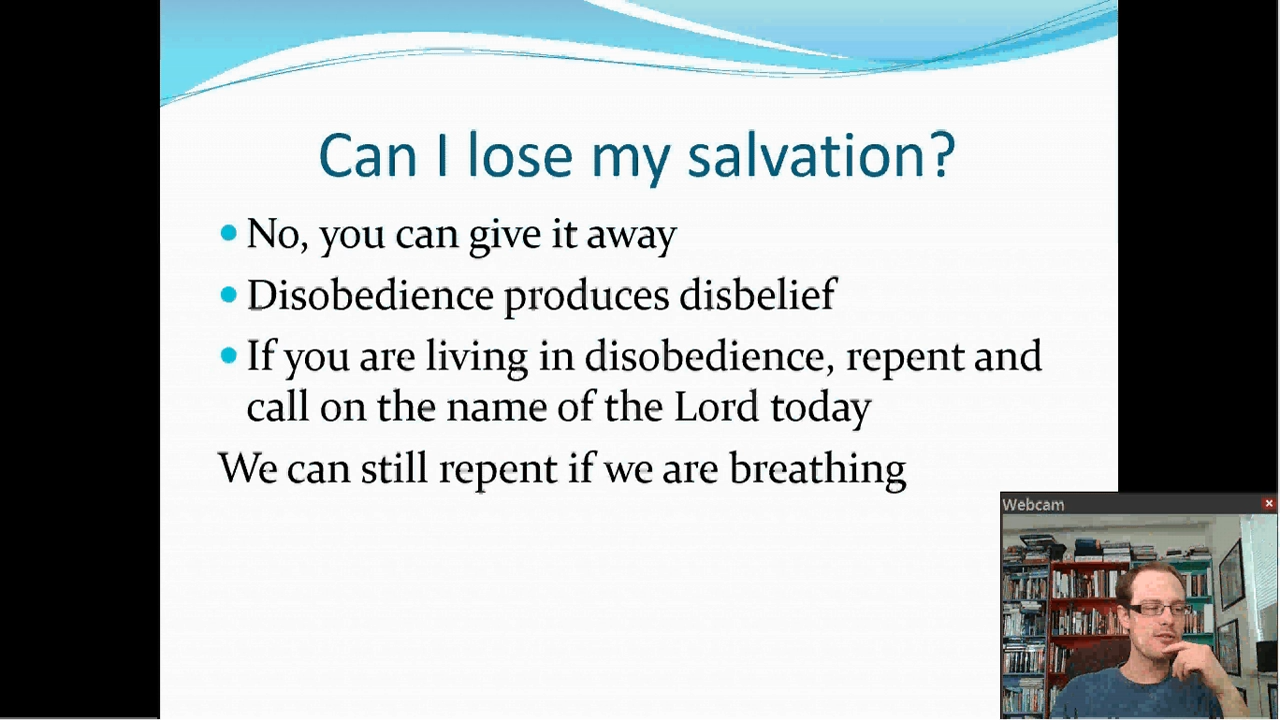 Can I lose my salvation?
No, you can give it away
Disobedience produces disbelief
If you are living in disobedience, repent and
call on the name of the Lord today
We can still repent if we are breathing
Webcam